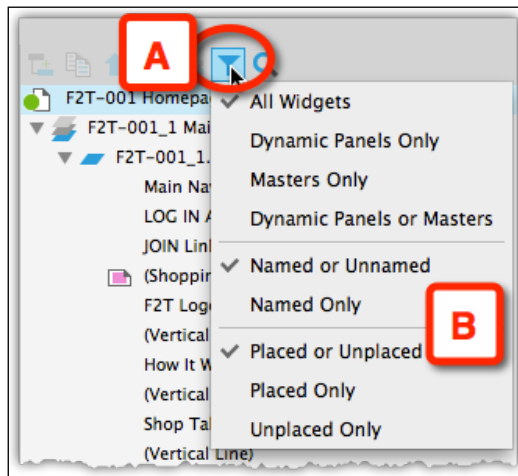 A
F2T-001 Homepa
All Widgets
F2T-001_1 Mai
Dynamic Panels Only
F2T-001_1.
Masters Only
Main Na
Dynamic Panels or Masters
LOG IN A
JOIN Lin
Named or Unnamed
(Shoppin
Named Only
B
F2T Log
(Vertical
Placed or Unplaced
How It W
Placed Only
(Vertical
Unplaced Only
Shop Ta
(Vertical Line)